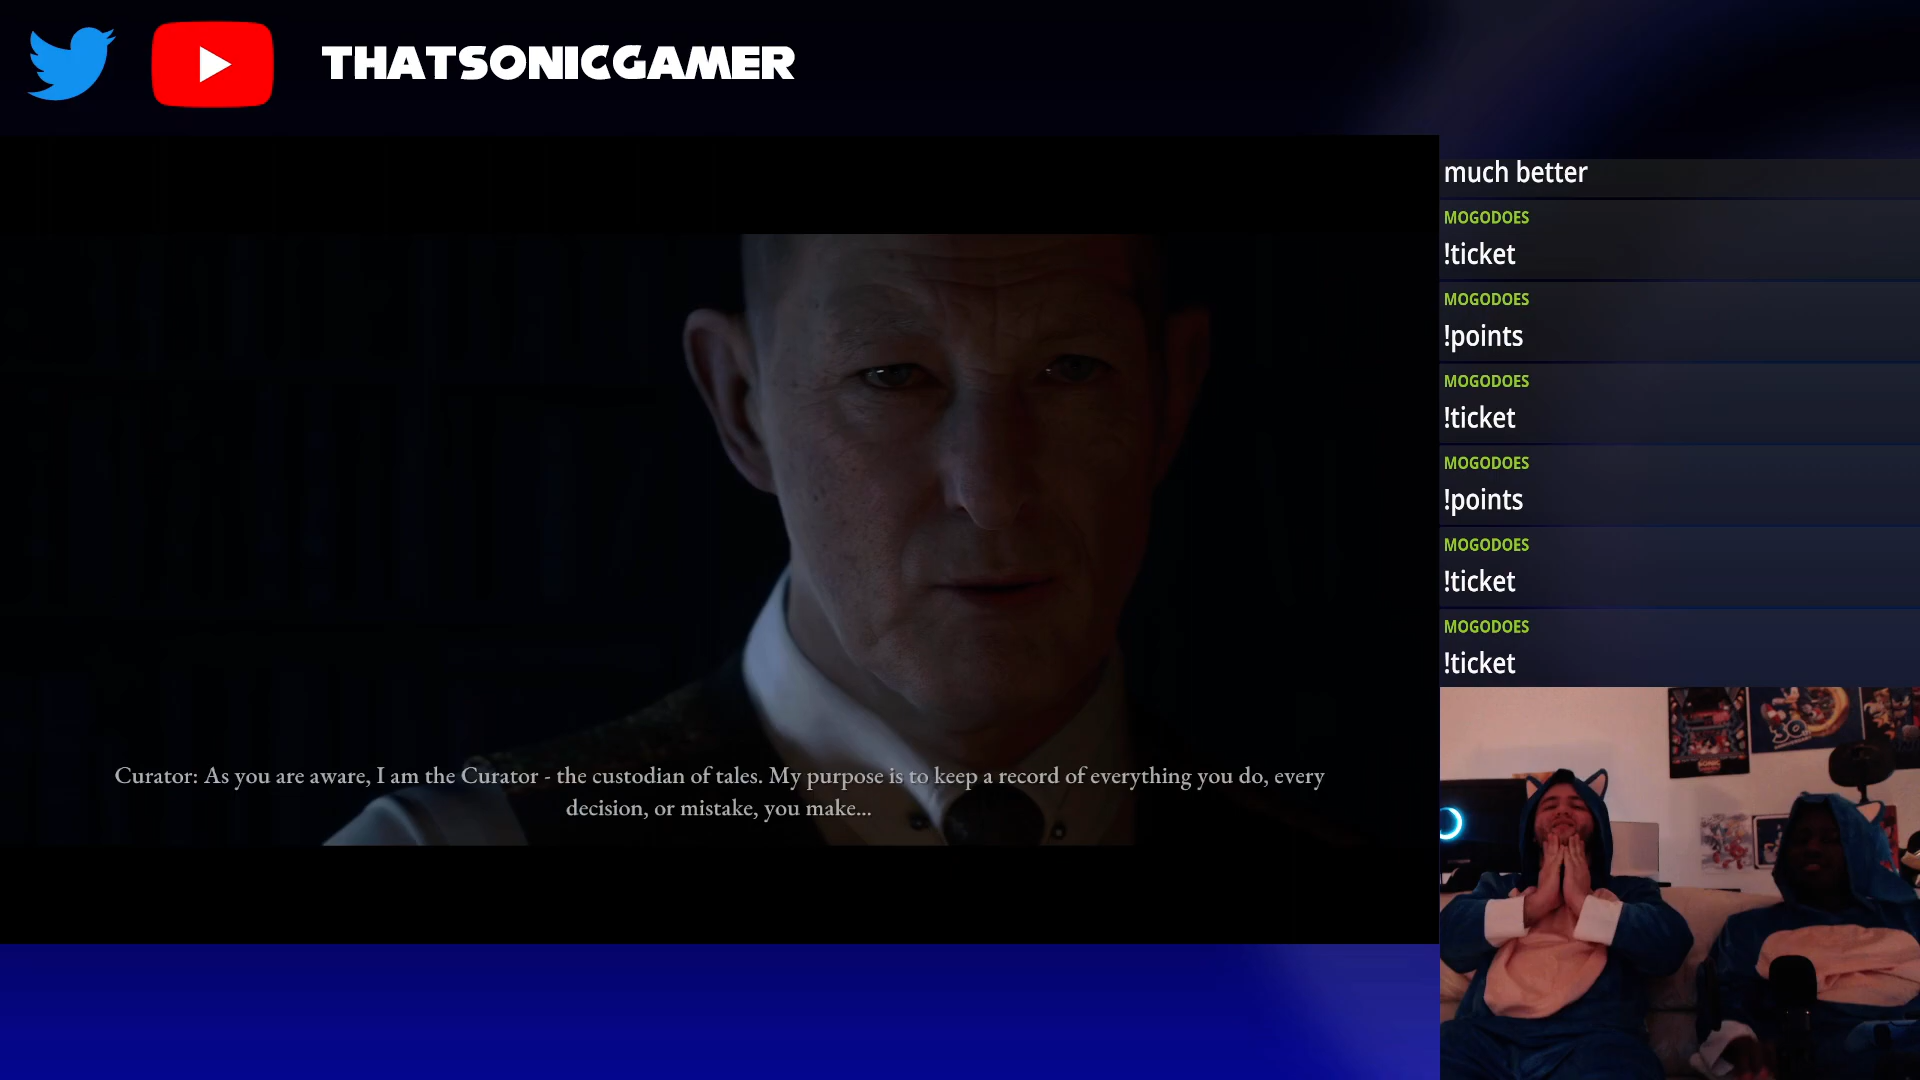 THATSONICGAMER
much better
MOGODOES
!ticket
MOGODOES
!points
MOGODOES
!ticket
MOGODOES
!points
MOGODOES
!ticket
MOGODOES
!ticket
Curator: As you are aware, I am the Curator - the custodian of tales. My purpose is to keep a record of everything you do, every
decision, or mistake, you make...
30